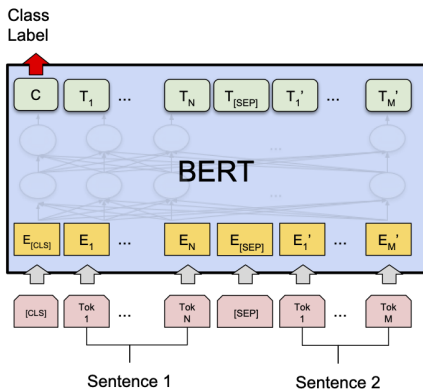 Class
Label
C T1 ... TN T[SEP] T1’ ... TM’
...
BERT
...
E[CLS] E1 ... EN E[SEP] E1’ ... EM’
[CLS] Tok 1 ... Tok N [SEP] Tok 1 ... Tok M
Sentence 1 Sentence 2